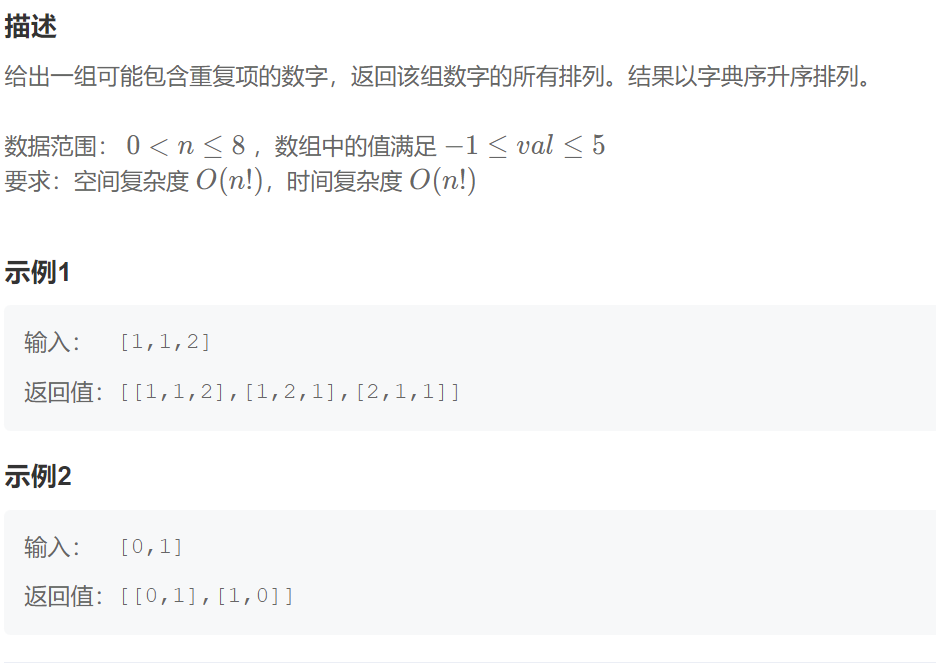 描述
给出一组可能包含重复项的数字，返回该组数字的所有排列。结果以字典序升序排列。
数据范围： 0 < n ≤ 8 ，数组中的值满足 −1 ≤ val ≤ 5
要求：空间复杂度 O(n!)，时间复杂度 O(n!)
示例1
输入： [1,1,2]
返回值：[[1,1,2],[1,2,1],[2,1,1]]
示例2
输入： [0,1]
返回值：[[0,1],[1,0]]